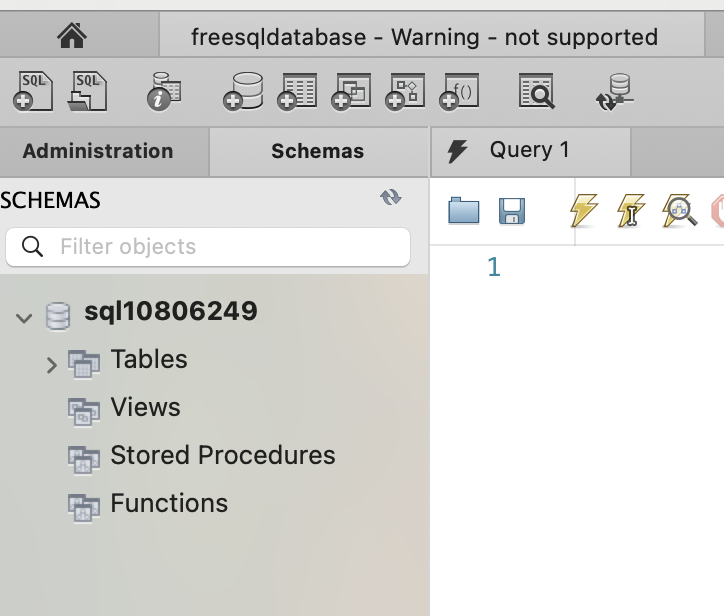 freesqldatabase - Warning - not supported
SQL
SQL
i
f()
Administration
Schemas
Query 1
SCHEMAS
Filter objects
1
sql10806249
Tables
Views
Stored Procedures
Functions